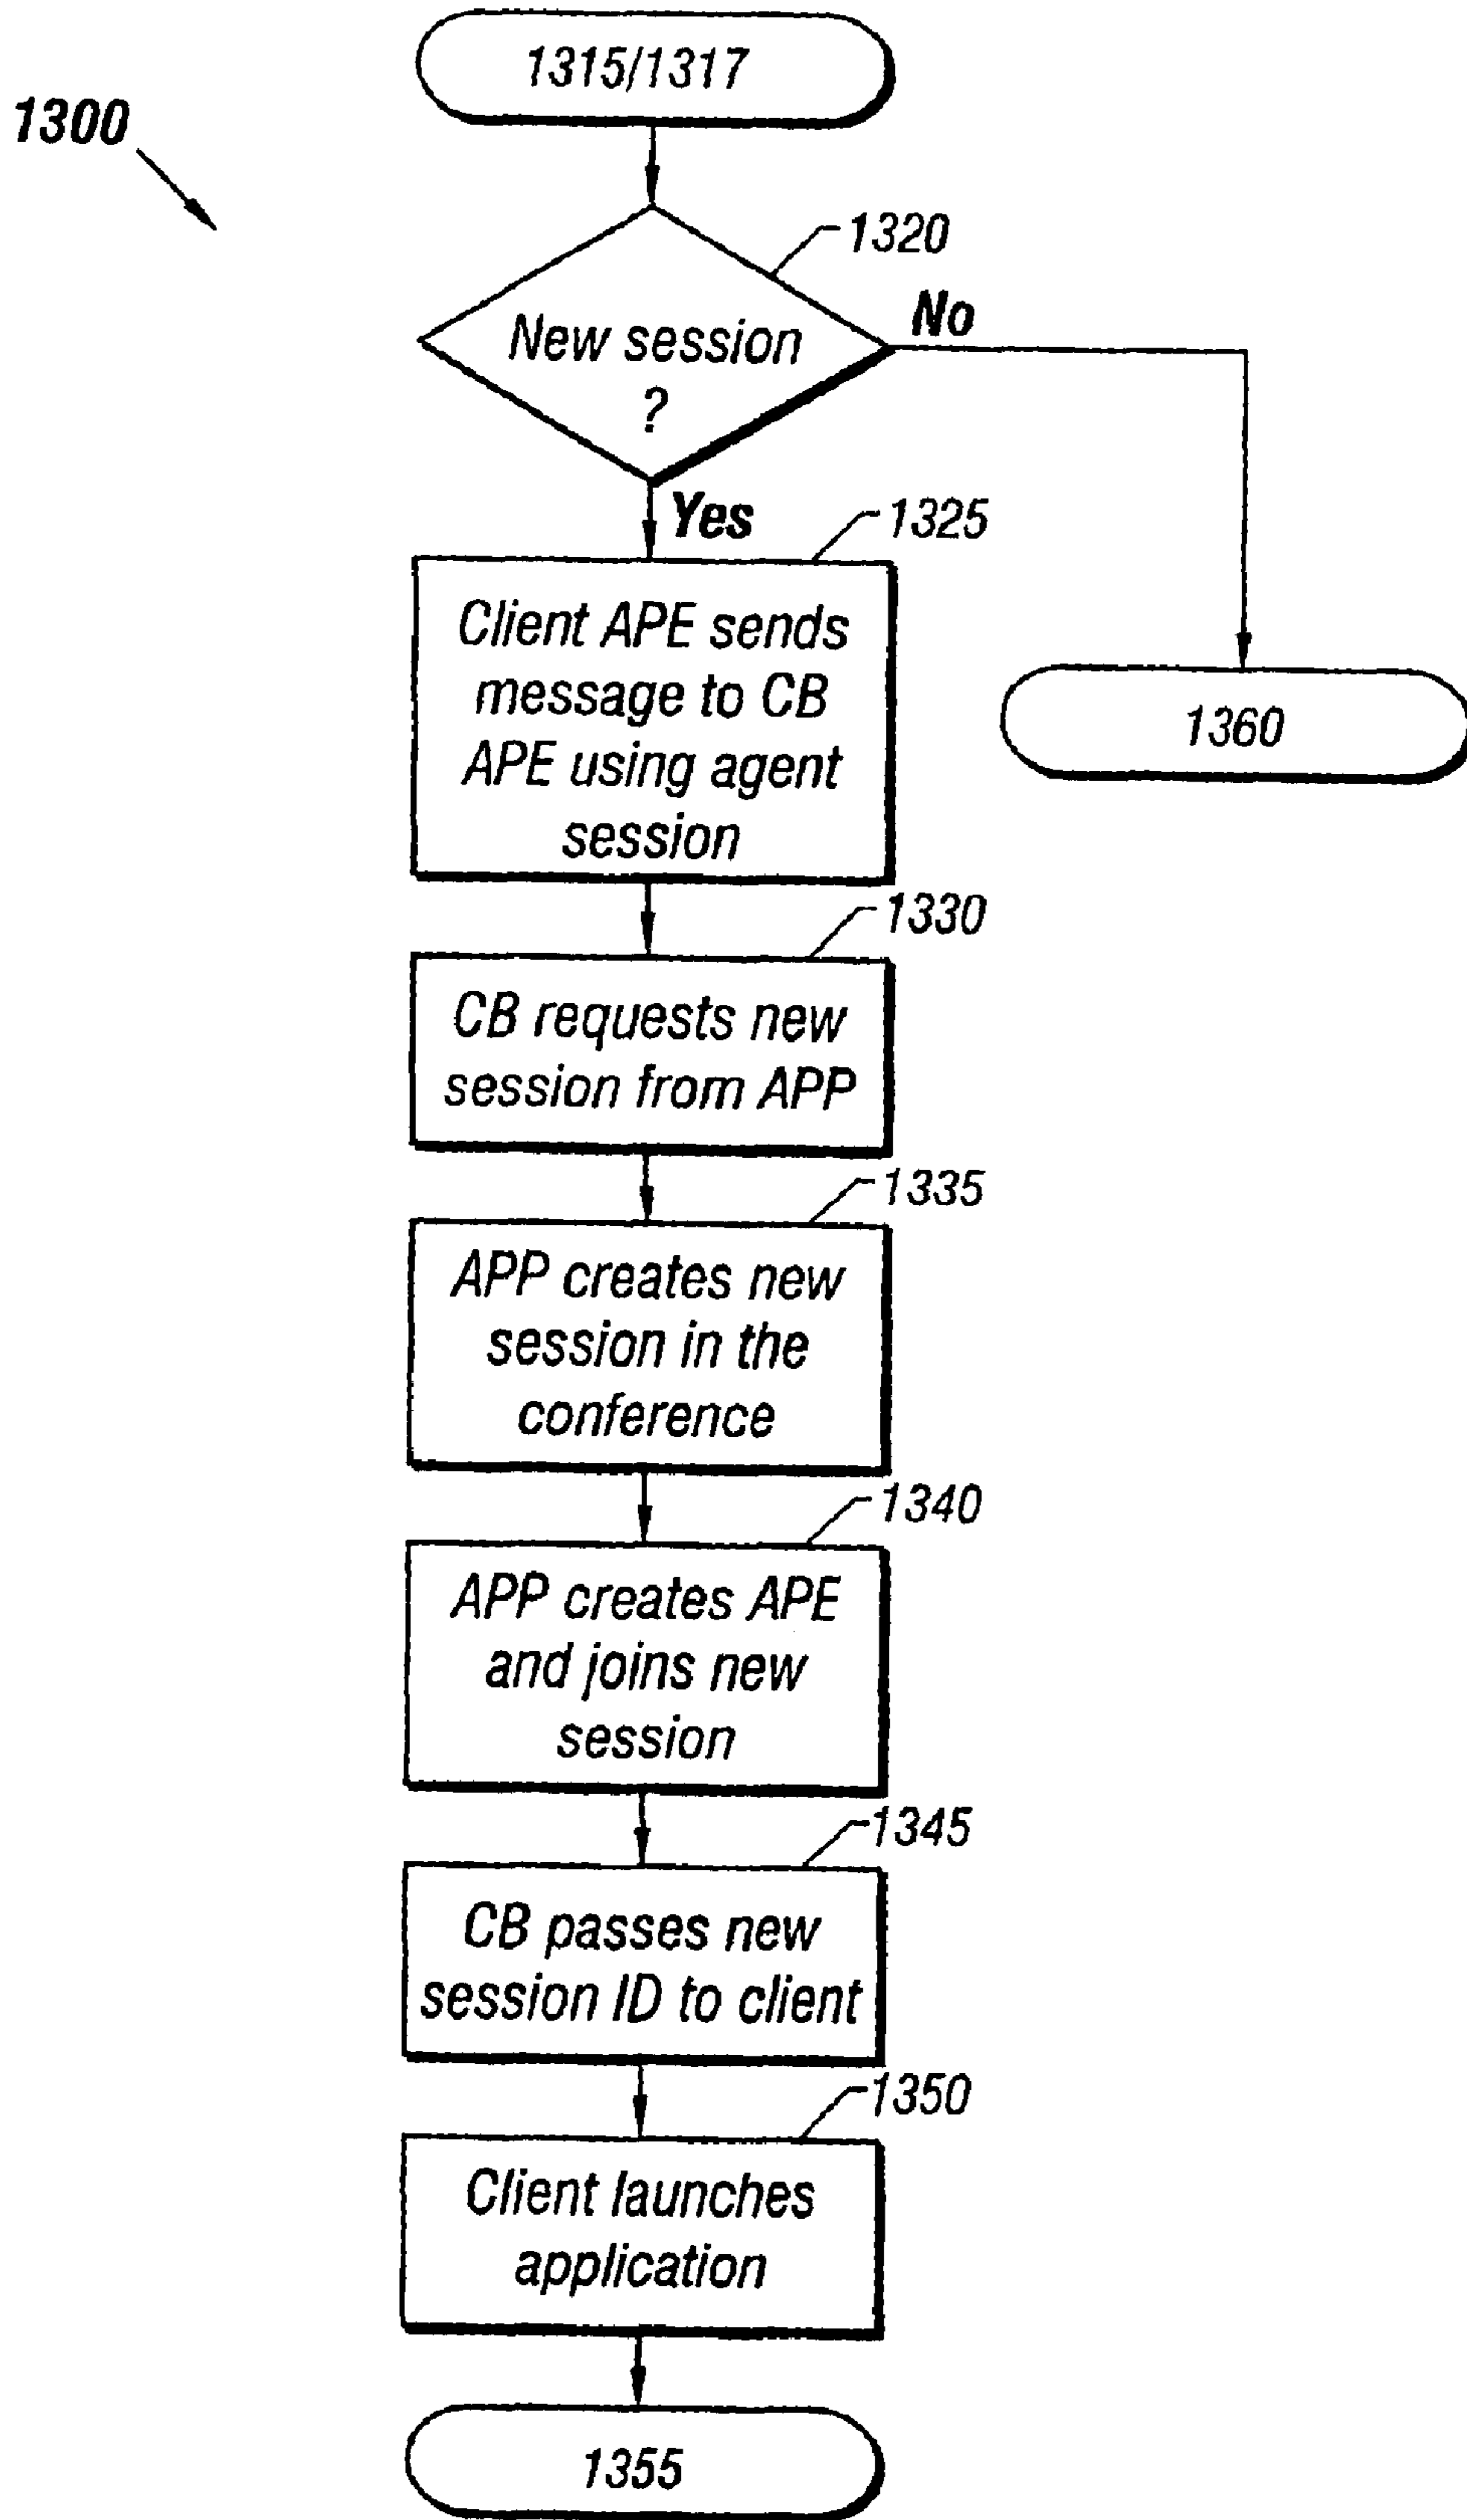 1315/1317
1300
1320
No
New session
?
Yes
1325
Client APE sends
message to CB
APE using agent
session
1360
1330
CB requests new
session from APP
1335
APP creates new
session in the
conference
1340
APP creates APE
and joins new
session
1345
CB passes new
session ID to client
1350
Client launches
application
1355